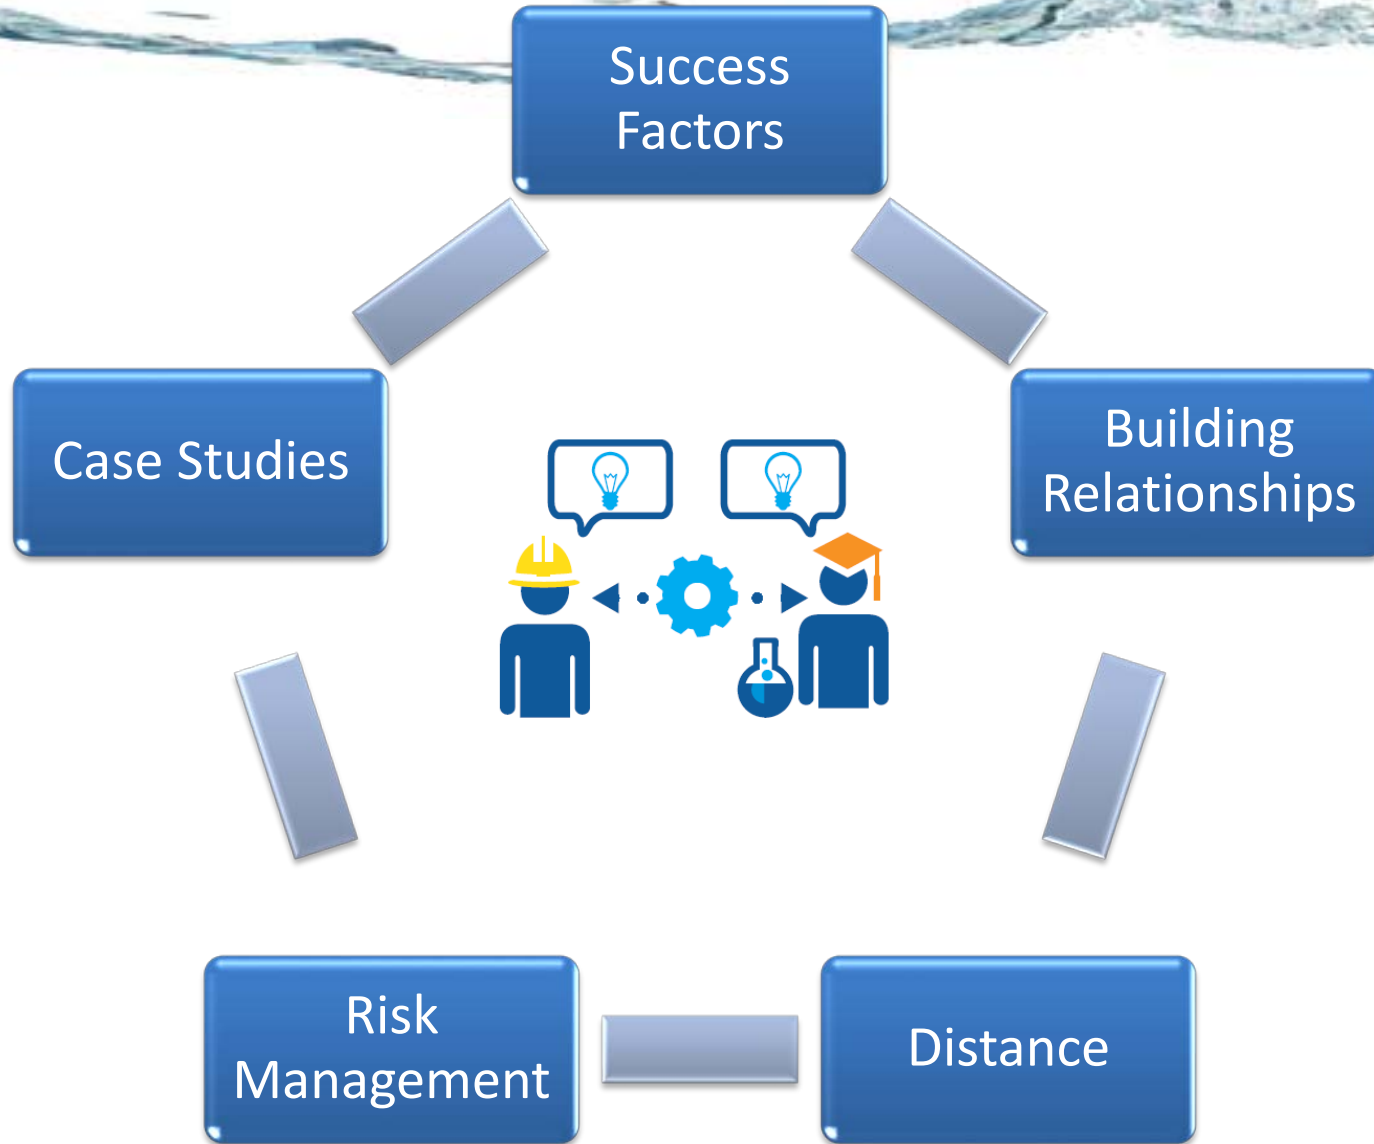 Success
Factors
Case Studies
Building
Relationships
Risk
Management
Distance